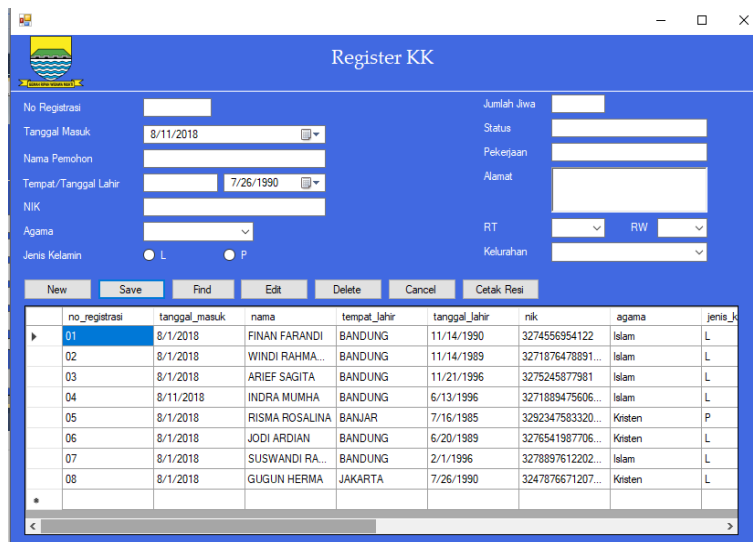 Register KK
No Registrasi
Tanggal Masuk 8/11/2018
Nama Pemohon
Tempat/Tanggal Lahir 7/26/1990
NIK
Agama
Jenis Kelamin L P
Jumlah Jiwa
Status
Pekerjaan
Alamat
RT RW
Kelurahan
New Save Find Edit Delete Cancel Cetak Resi
no_registrasi tanggal_masuk nama tempat_lahir tanggal_lahir nik agama jenis_k
01 8/1/2018 FINAN FARANDI BANDUNG 11/14/1990 3274556954122 Islam L
02 8/1/2018 WINDI RAHMA... BANDUNG 11/14/1989 3271876478891... Islam L
03 8/1/2018 ARIEF SAGITA BANDUNG 11/21/1996 3275245877981 Islam L
04 8/11/2018 INDRA MUMHA BANDUNG 6/13/1996 3271889475606... Islam L
05 8/1/2018 RISMA ROSALINA BANJAR 7/16/1985 3292347583320... Kristen P
06 8/1/2018 JODI ARDIAN BANDUNG 6/20/1989 3276541987706... Kristen L
07 8/1/2018 SUSWANDI RA... BANDUNG 2/1/1996 3278897612202... Islam L
08 8/1/2018 GUGUN HERMA JAKARTA 7/26/1990 3247876671207... Kristen L